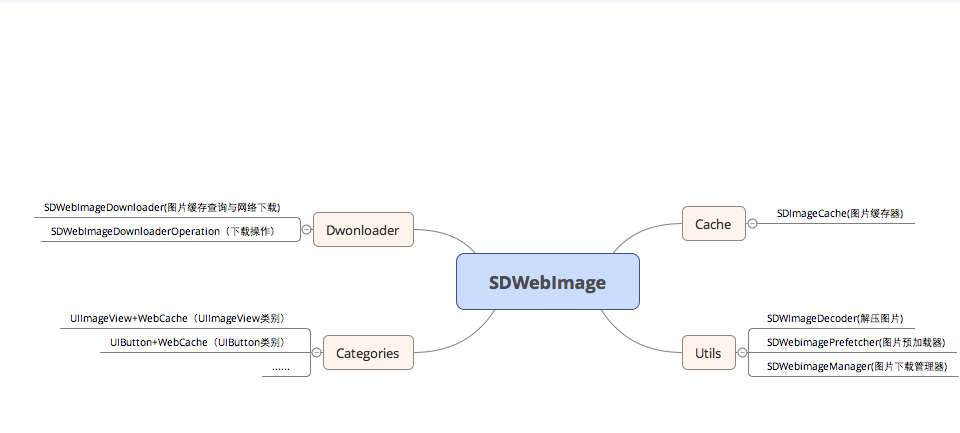 SDWebImageDownloader(图片缓存查询与网络下载)
SDWebImageDownloaderOperation（下载操作）
Dwonloader
Cache
SDImageCache(图片缓存器)
SDWebImage
UIImageView+WebCache（UIImageView类别）
UIButton+WebCache（UIButton类别）
......
Categories
Utils
SDWImageDecoder(解压图片)
SDWebimagePrefetcher(图片预加载器)
SDWebimageManager(图片下载管理器)